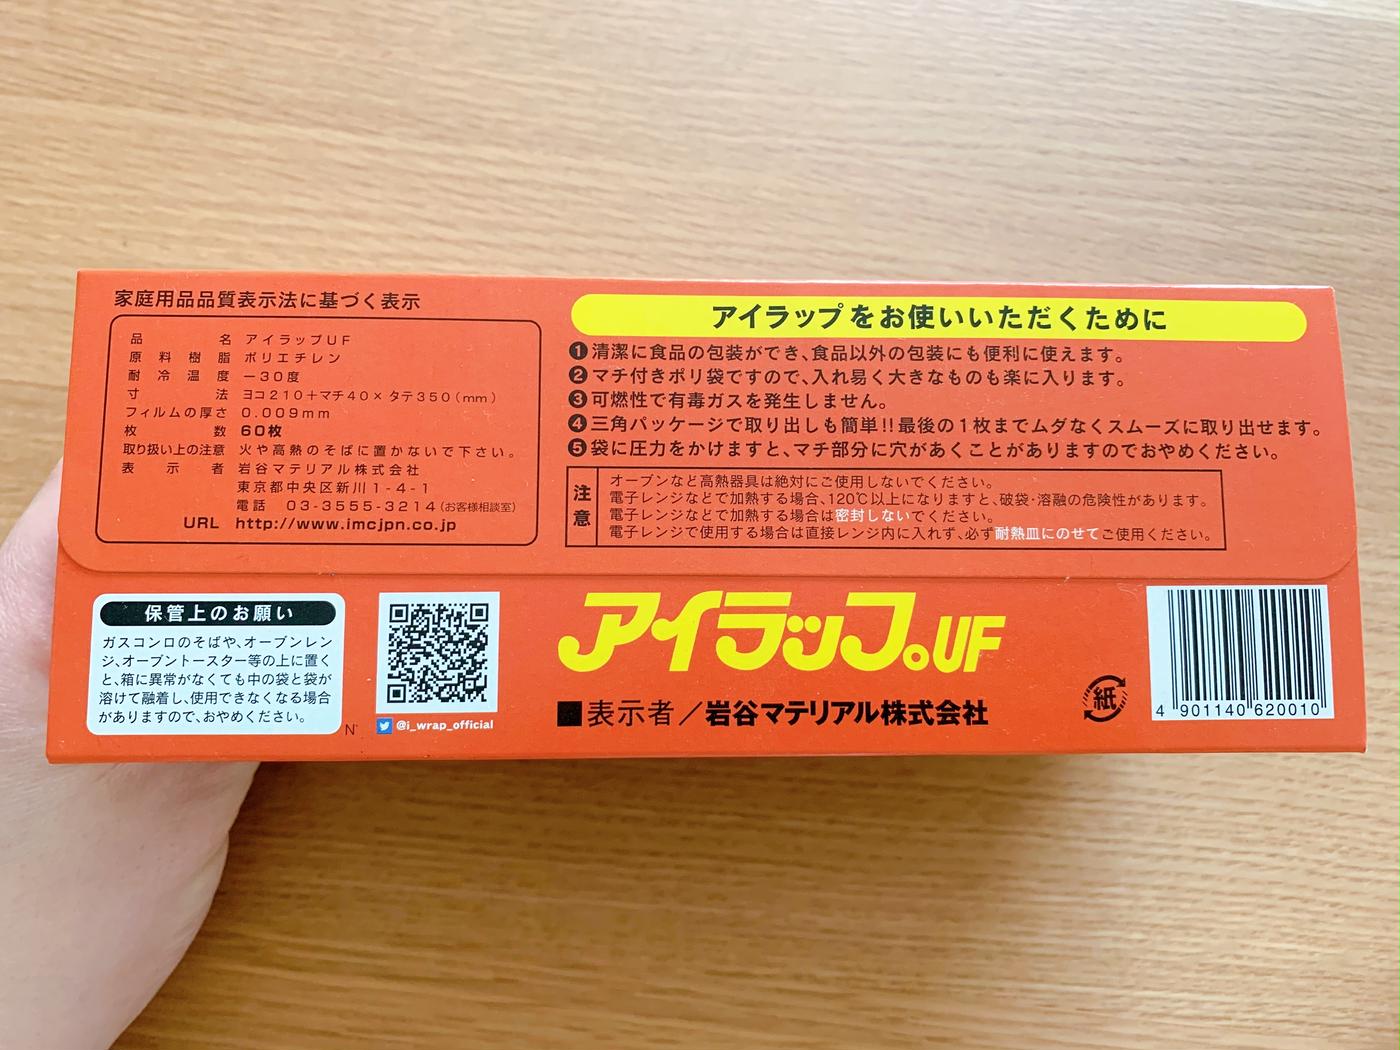 家庭用品品質表示法に基づく表示
品名 アイラップUF
原料樹脂 ポリエチレン
耐冷温度 −30度
寸法 ヨコ210+マチ40×タテ350(mm)
フィルムの厚さ 0.009mm
枚数 60枚
取り扱い上の注意 火や高熱のそばに置かないで下さい。
表示者 岩谷マテリアル株式会社
東京都中央区新川1-4-1
電話 03-3555-3214(お客様相談室)
URL http://www.imcjpn.co.jp
アイラップをお使いいただくために
❶清潔に食品の包装ができ、食品以外の包装にも便利に使えます。
❷マチ付きポリ袋ですので、入れ易く大きなものも楽に入ります。
❸可燃性で有毒ガスを発生しません。
❹三角パッケージで取り出しも簡単!!最後の1枚までムダなくスムーズに取り出せます。
❺袋に圧力をかけますと、マチ部分に穴があくことがありますのでおやめください。
注意
オーブンなど高熱器具は絶対にご使用しないでください。
電子レンジなどで加熱する場合、120℃以上になりますと、破袋・溶融の危険性があります。
電子レンジなどで加熱する場合は密封しないでください。
電子レンジで使用する場合は直接レンジ内に入れず、必ず耐熱皿にのせてご使用ください。
保管上のお願い
ガスコンロのそばや、オーブンレン
ジ、オーブントースター等の上に置く
と、箱に異常がなくても中の袋と袋が
溶けて融着し、使用できなくなる場合
がありますので、おやめください。
N
@i_wrap_official
アイラップ。UF
■表示者／岩谷マテリアル株式会社
紙
4 901140 620010